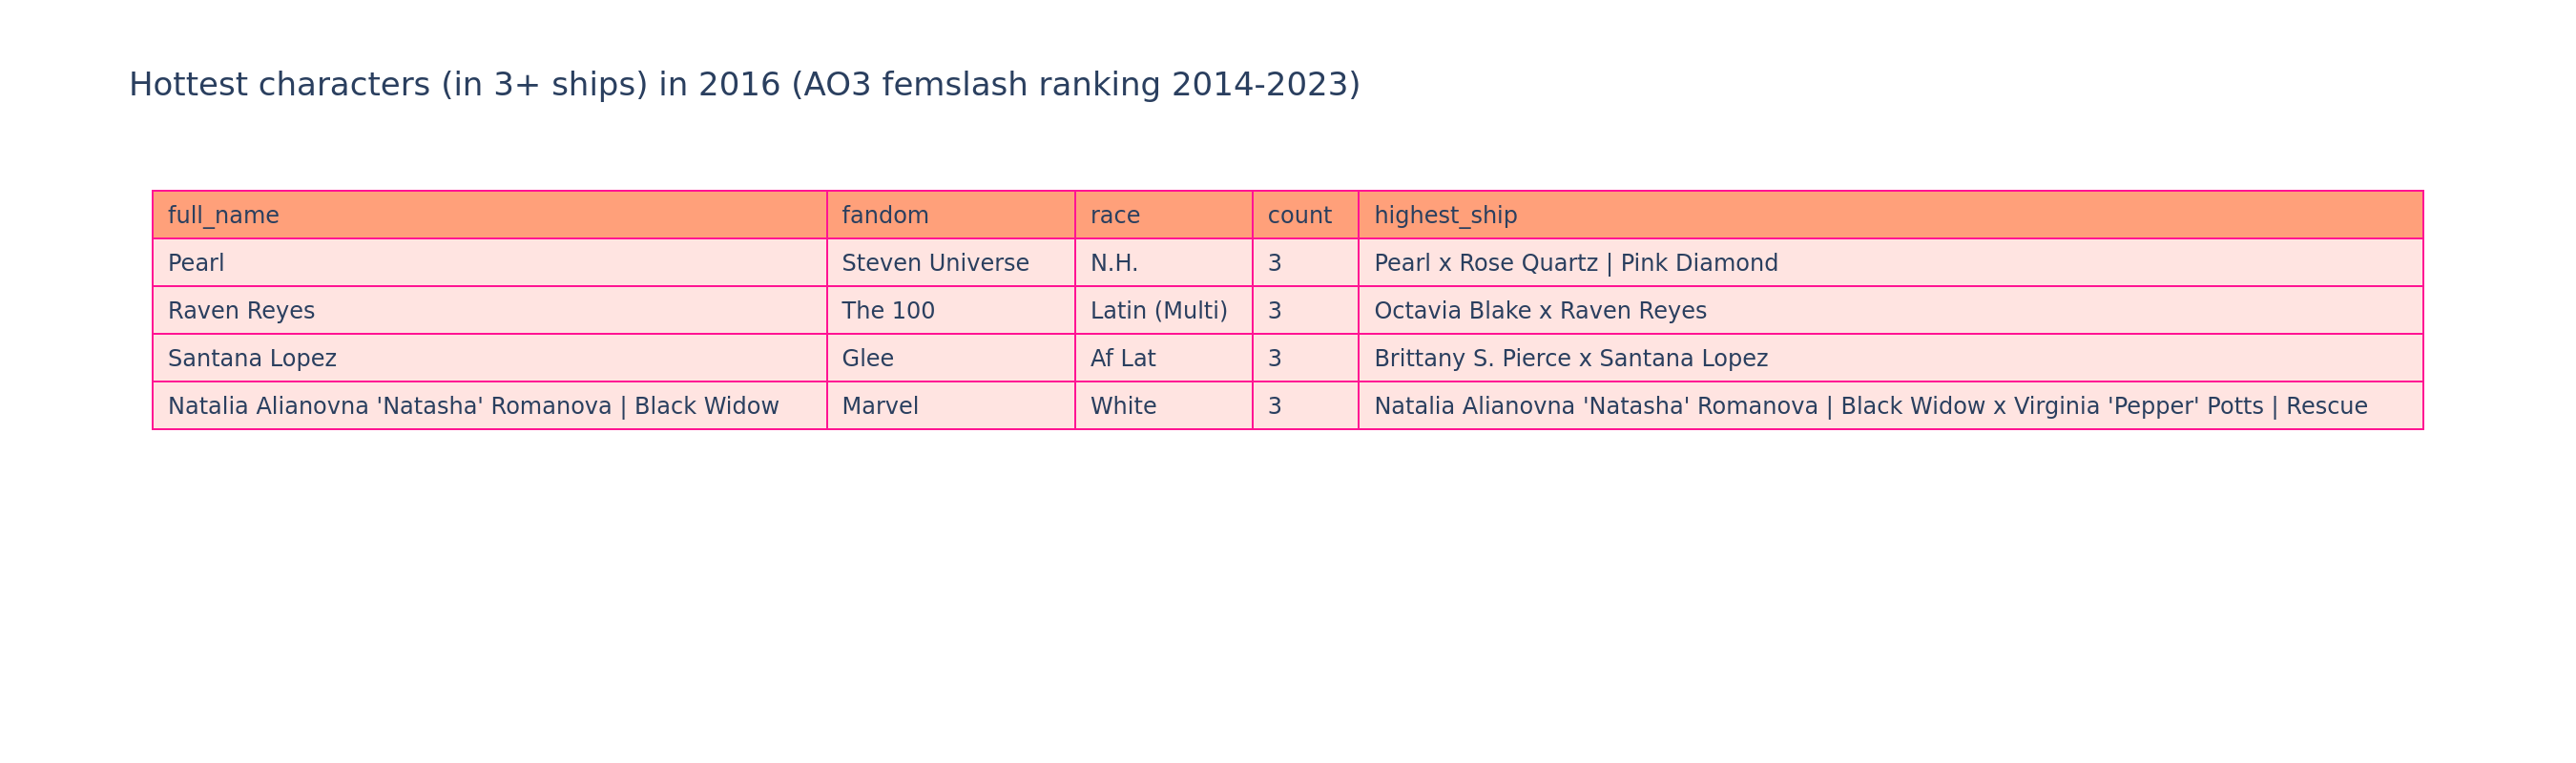 Hottest characters (in 3+ ships) in 2016 (AO3 femslash ranking 2014-2023)
full_name fandom race count highest_ship
Pearl Steven Universe N.H. 3 Pearl x Rose Quartz | Pink Diamond
Raven Reyes The 100 Latin (Multi) 3 Octavia Blake x Raven Reyes
Santana Lopez Glee Af Lat 3 Brittany S. Pierce x Santana Lopez
Natalia Alianovna 'Natasha' Romanova | Black Widow Marvel White 3 Natalia Alianovna 'Natasha' Romanova | Black Widow x Virginia 'Pepper' Potts | Rescue